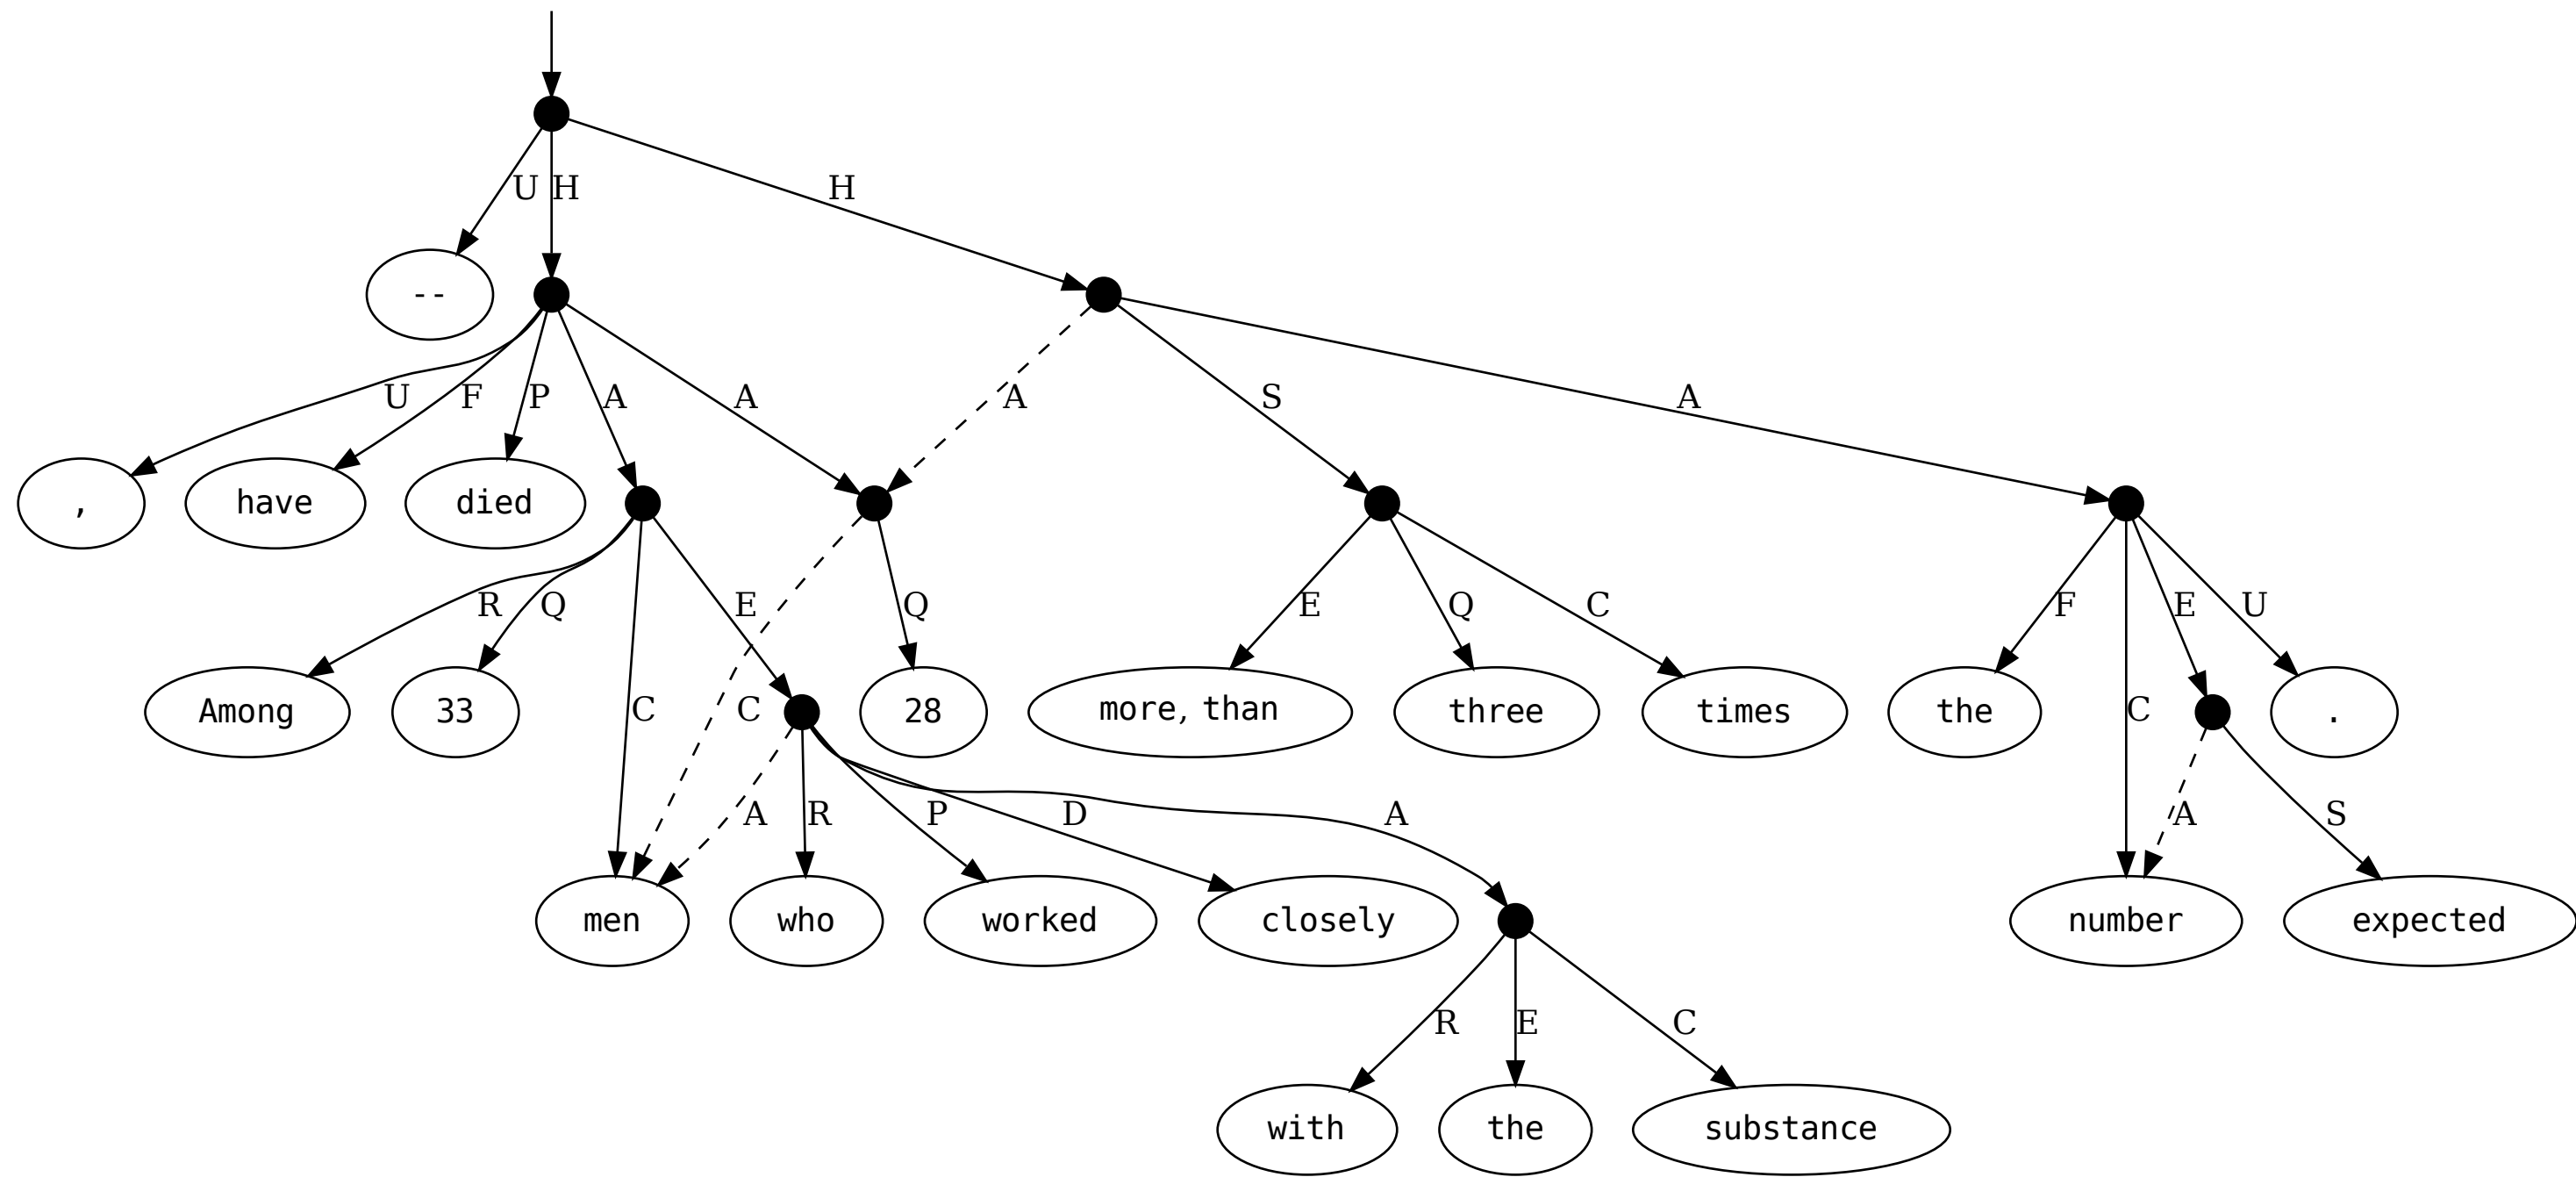 U H H
--
U F P A A A S A
, have died
R Q E Q E Q C F E U
Among 33 C C 28 more, than three times the C .
A R P D A A S
men who worked closely number expected
R E C
with the substance